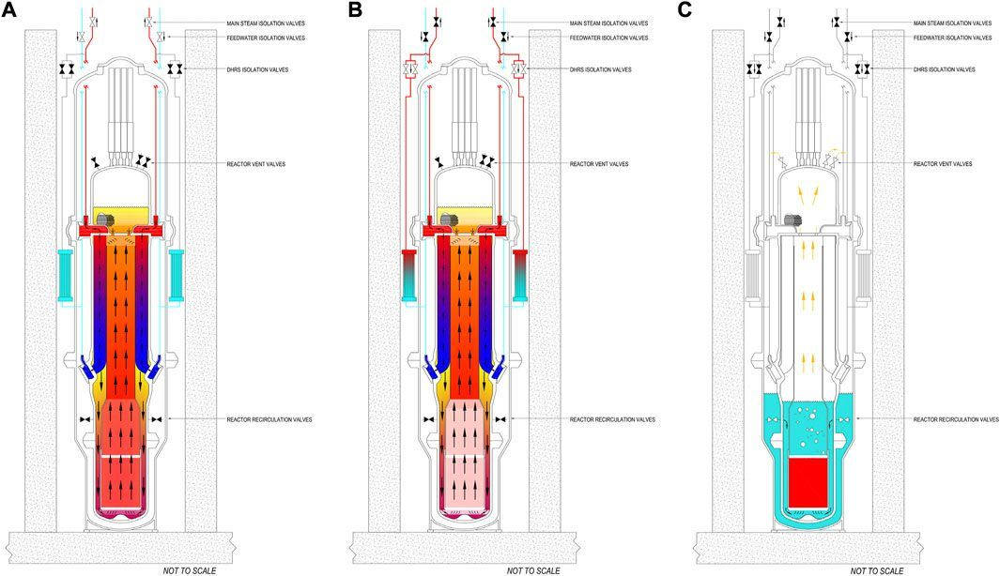 A
MAIN STEAM ISOLATION VALVES
FEEDWATER ISOLATION VALVES
DHRS ISOLATION VALVES
REACTOR VENT VALVES
REACTOR RECIRCULATION VALVES
NOT TO SCALE
B
MAIN STEAM ISOLATION VALVES
FEEDWATER ISOLATION VALVES
DHRS ISOLATION VALVES
REACTOR VENT VALVES
REACTOR RECIRCULATION VALVES
NOT TO SCALE
C
MAIN STEAM ISOLATION VALVES
FEEDWATER ISOLATION VALVES
DHRS ISOLATION VALVES
REACTOR VENT VALVES
REACTOR RECIRCULATION VALVES
NOT TO SCALE